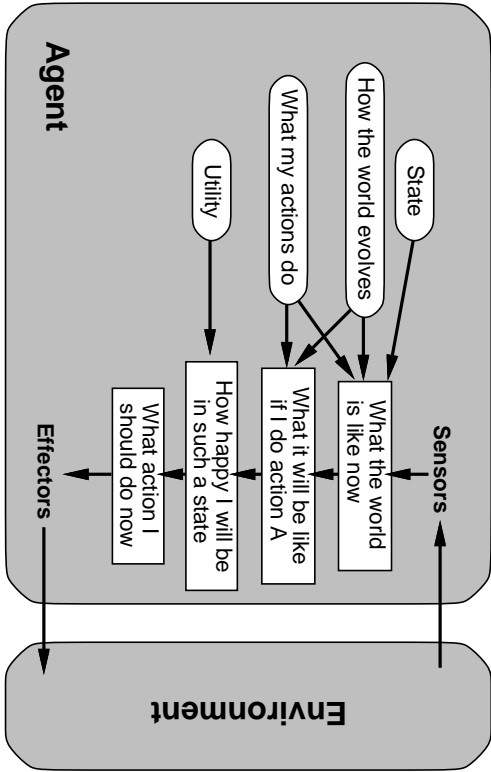 Agent
Environment
Sensors
State
How the world evolves
What my actions do
Utility
What the world
is like now
What it will be like
if I do action A
How happy I will be
in such a state
What action I
should do now
Effectors